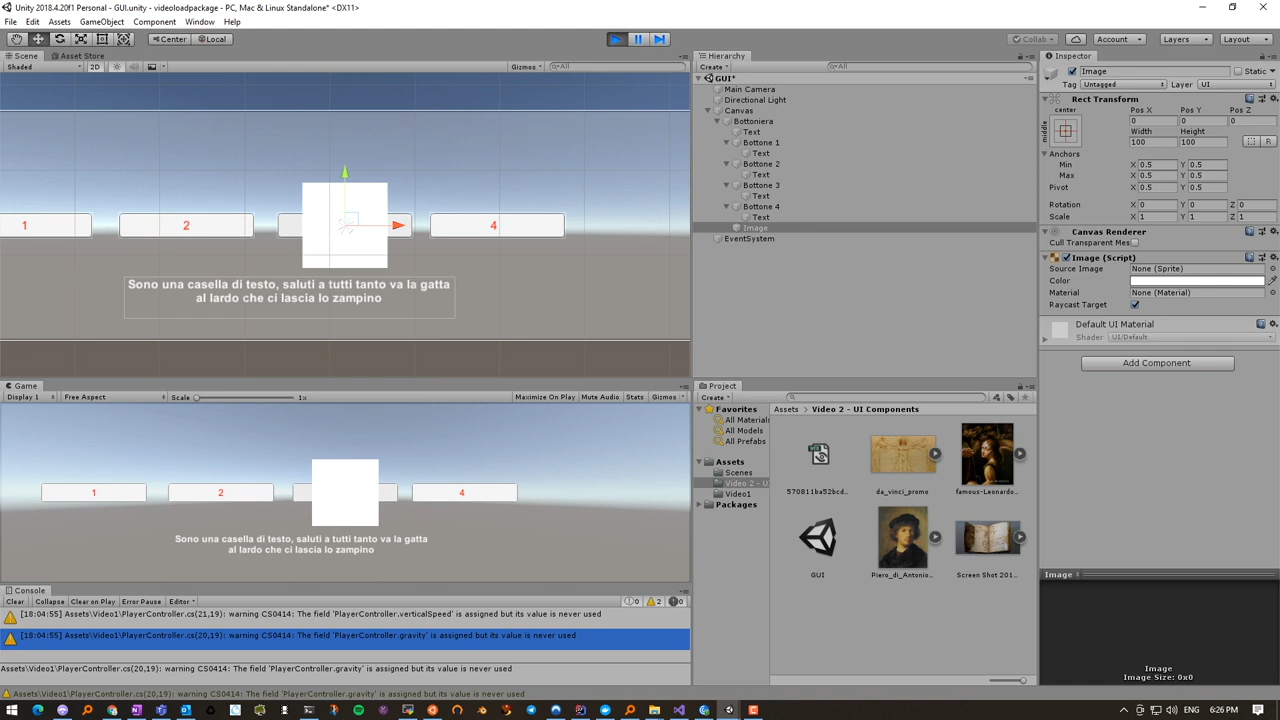 Unity 2018.4.20f1 Personal - GUI.unity - videoloadpackage - PC, Mac & Linux Standalone* <DX11>
File Edit Assets GameObject Component Window Help
Center Local
Collab Account Layers Layout
Scene Asset Store
Shaded 2D Gizmos All
1 2 4
Sono una casella di testo, saluti a tutti tanto va la gatta
al lardo che ci lascia lo zampino
Game
Display 1 Free Aspect Scale 1x Maximize On Play Mute Audio Stats Gizmos
1 2 4
Sono una casella di testo, saluti a tutti tanto va la gatta
al lardo che ci lascia lo zampino
Console
Clear Collapse Clear on Play Error Pause Editor 0 2 0
[18:04:55] Assets\Video1\PlayerController.cs(21,19): warning CS0414: The field 'PlayerController.verticalSpeed' is assigned but its value is never used
[18:04:55] Assets\Video1\PlayerController.cs(20,19): warning CS0414: The field 'PlayerController.gravity' is assigned but its value is never used
Assets\Video1\PlayerController.cs(20,19): warning CS0414: The field 'PlayerController.gravity' is assigned but its value is never used
Assets\Video1\PlayerController.cs(20,19): warning CS0414: The field 'PlayerController.gravity' is assigned but its value is never used
Hierarchy
Create All
GUI*
Main Camera
Directional Light
Canvas
Bottoniera
Text
Bottone 1
Text
Bottone 2
Text
Bottone 3
Text
Bottone 4
Text
Image
EventSystem
Project
Create
Favorites
All Materials
All Models
All Prefabs
Assets
Scenes
Video 2 - U
Video1
Packages
Assets Video 2 - UI Components
570811ba52bcd... da_vinci_promo famous-Leonardo...
GUI Piero_di_Antonio... Screen Shot 201...
Inspector
Image Static
Tag Untagged Layer UI
Rect Transform
center
middle
Pos X Pos Y Pos Z
0 0 0
Width Height
100 100
R
Anchors
Min X 0.5 Y 0.5
Max X 0.5 Y 0.5
Pivot X 0.5 Y 0.5
Rotation X 0 Y 0 Z 0
Scale X 1 Y 1 Z 1
Canvas Renderer
Cull Transparent Mes
Image (Script)
Source Image None (Sprite)
Color
Material None (Material)
Raycast Target
Default UI Material
Shader UI/Default
Add Component
Image
Image
Image Size: 0x0
ENG 6:26 PM